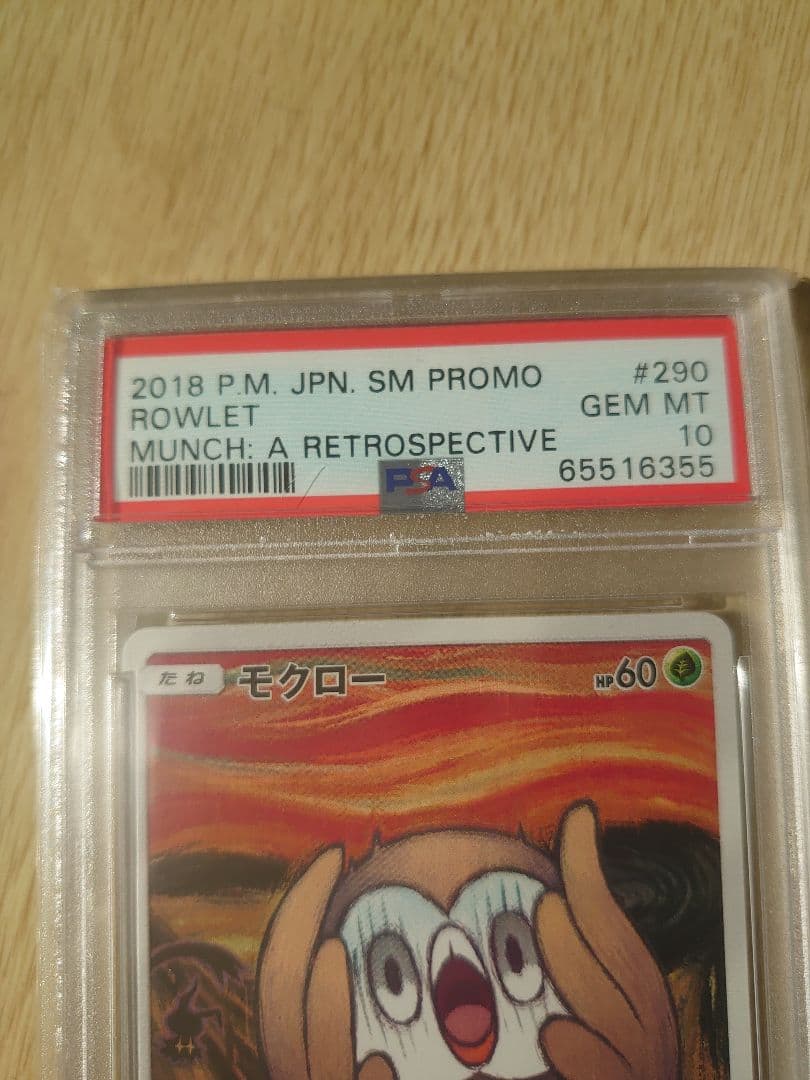 2018 P.M. JPN. SM PROMO #290
ROWLET GEM MT
MUNCH: A RETROSPECTIVE 10
PSA 65516355
たね モクロー HP60